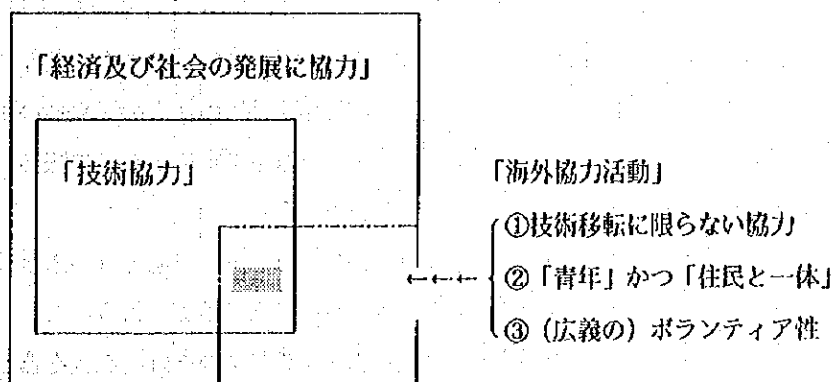 「経済及び社会の発展に協力」
「技術協力」
「海外協力活動」
①技術移転に限らない協力
②「青年」かつ「住民と一体」
③（広義の）ボランティア性